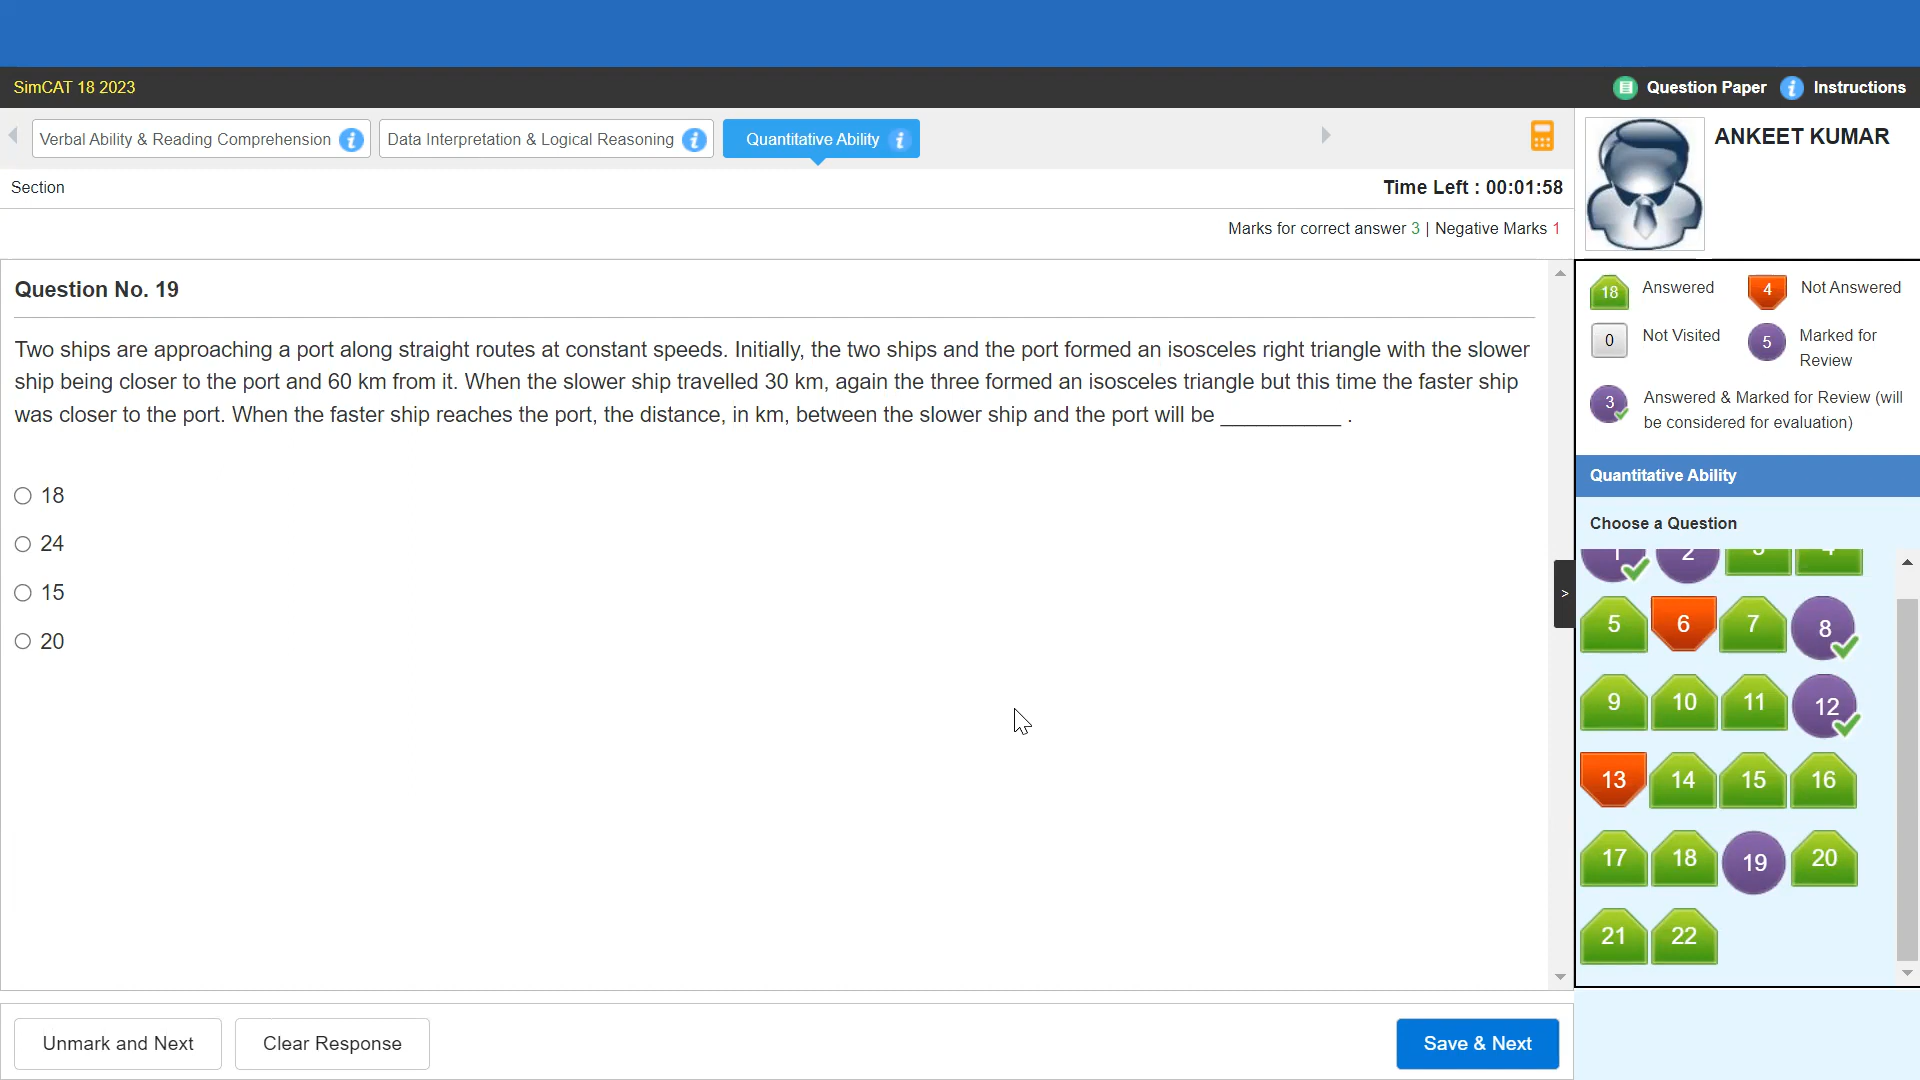 SimCAT 18 2023
Question Paper
Instructions
Verbal Ability & Reading Comprehension
Data Interpretation & Logical Reasoning
Quantitative Ability
ANKEET KUMAR
Section
Time Left : 00:01:58
Marks for correct answer 3 | Negative Marks 1
Question No. 19
Two ships are approaching a port along straight routes at constant speeds. Initially, the two ships and the port formed an isosceles right triangle with the slower
ship being closer to the port and 60 km from it. When the slower ship travelled 30 km, again the three formed an isosceles triangle but this time the faster ship
was closer to the port. When the faster ship reaches the port, the distance, in km, between the slower ship and the port will be ___________ .
18
24
15
20
18 Answered
4 Not Answered
0 Not Visited
5 Marked for
Review
3 Answered & Marked for Review (will
be considered for evaluation)
Quantitative Ability
Choose a Question
>
1 2 3 4
5 6 7 8
9 10 11 12
13 14 15 16
17 18 19 20
21 22
Unmark and Next
Clear Response
Save & Next